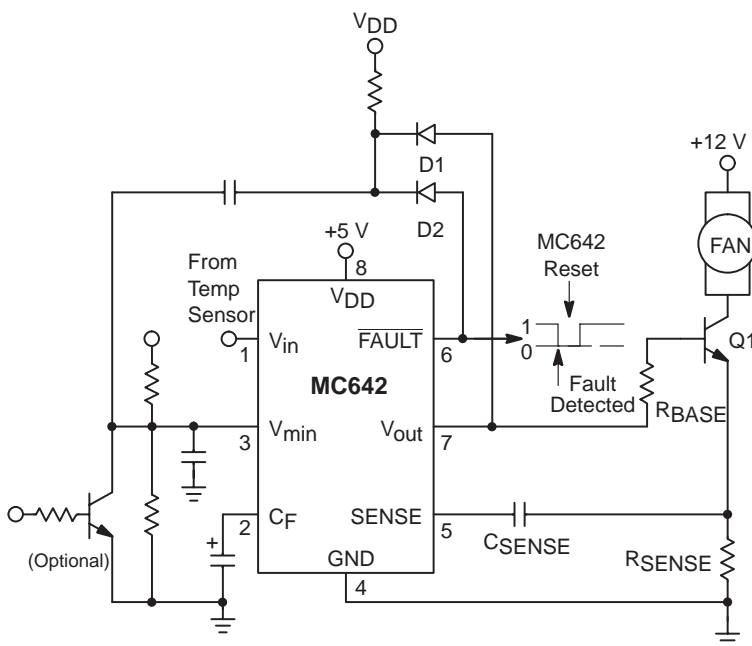 VDD
+12 V
D1
D2
FAN
+5 V
MC642
Reset
From
Temp
Sensor
8
VDD
1
0
Q1
Vin
FAULT
1
6
MC642
Fault
Detected
RBASE
Vmin
Vout
3
7
CF
SENSE
2
5
CSENSE
+
(Optional)
GND
RSENSE
4